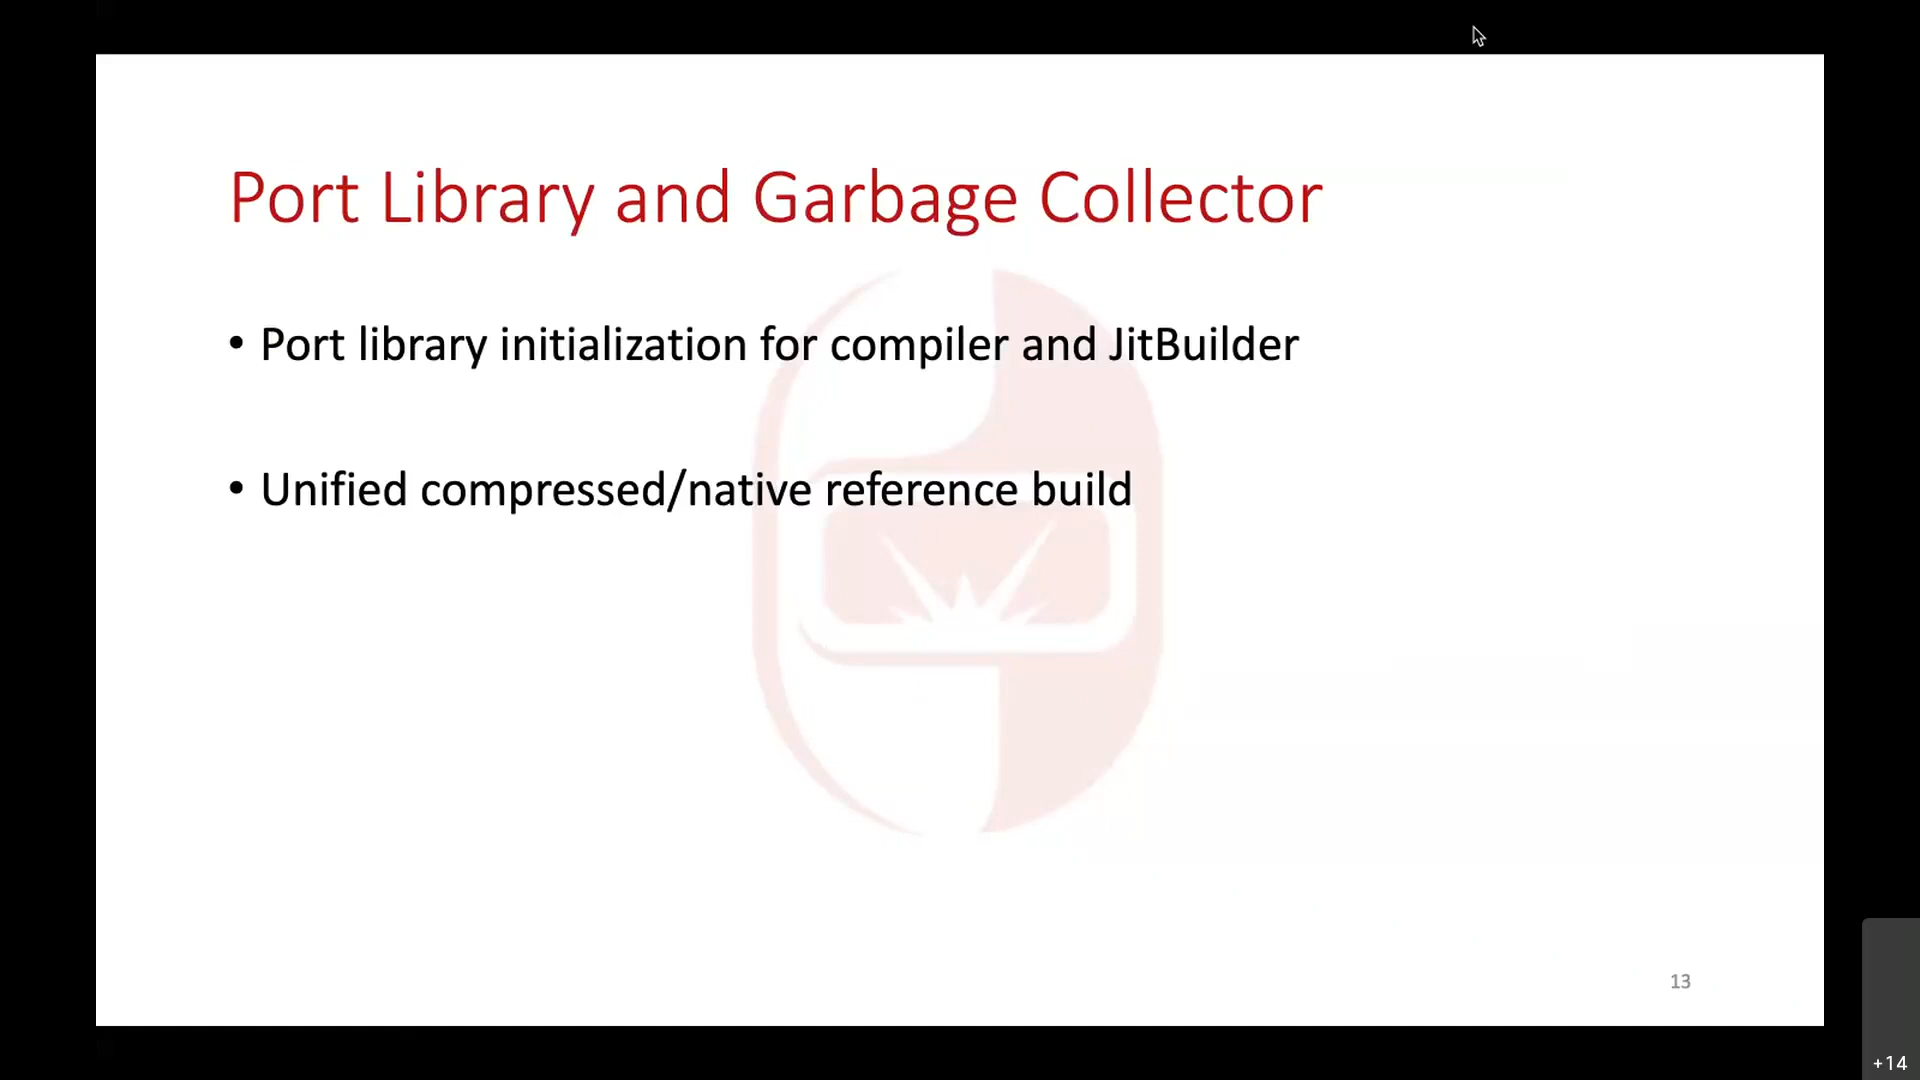 Port Library and Garbage Collector
• Port library initialization for compiler and JitBuilder
• Unified compressed/native reference build
13
+14